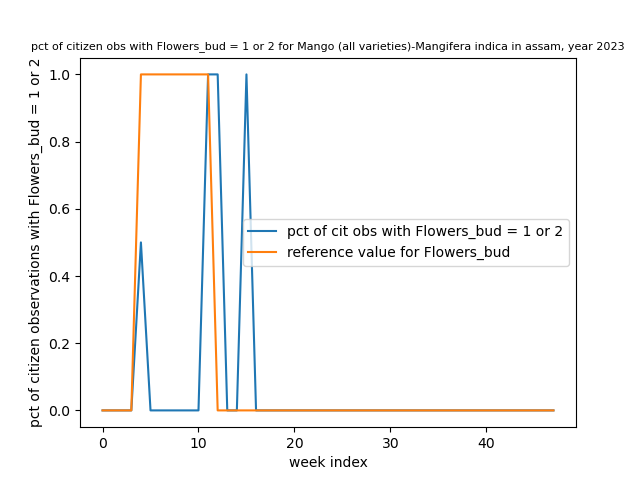 pct of citizen obs with Flowers_bud = 1 or 2 for Mango (all varieties)-Mangifera indica in assam, year 2023
pct of citizen observations with Flowers_bud = 1 or 2
1.0
0.8
0.6
0.4
0.2
0.0
pct of cit obs with Flowers_bud = 1 or 2
reference value for Flowers_bud
0 10 20 30 40
week index